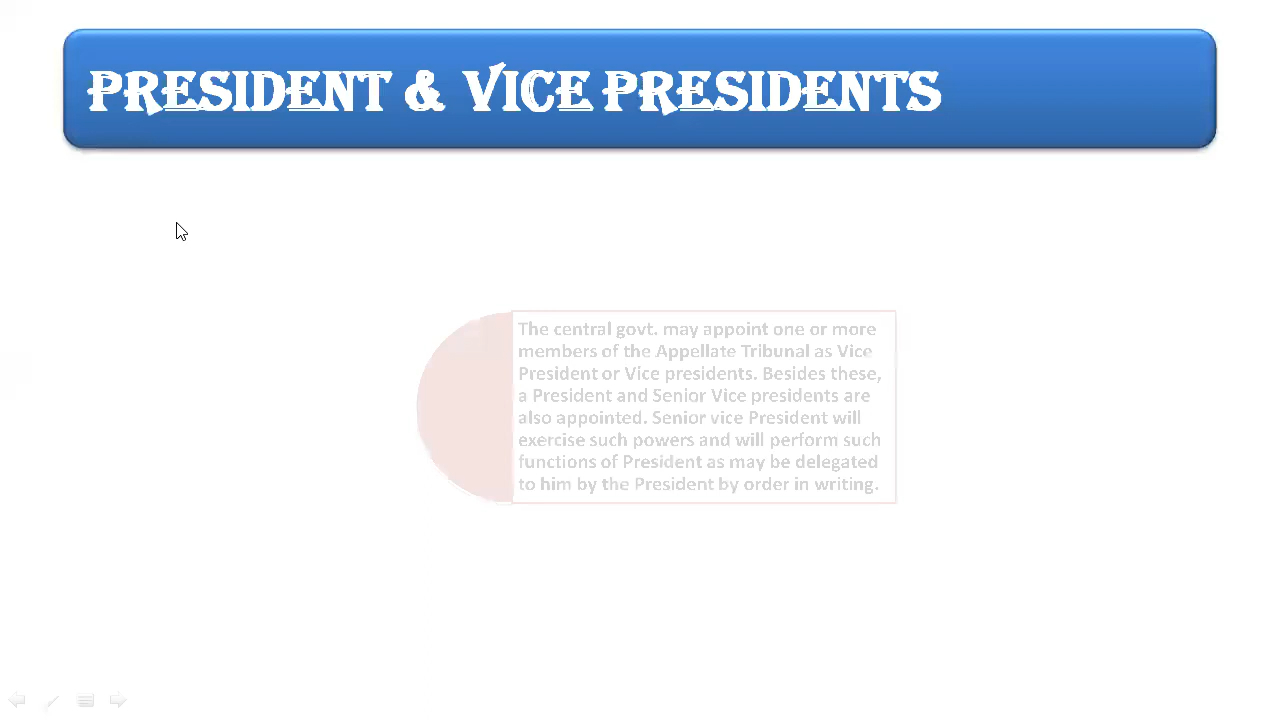 PRESIDENT & VICE PRESIDENTS
The central govt. may appoint one or more
members of the Appellate Tribunal as Vice
President or Vice presidents. Besides these,
a President and Senior Vice presidents are
also appointed. Senior vice President will
exercise such powers and will perform such
functions of President as may be delegated
to him by the President by order in writing.